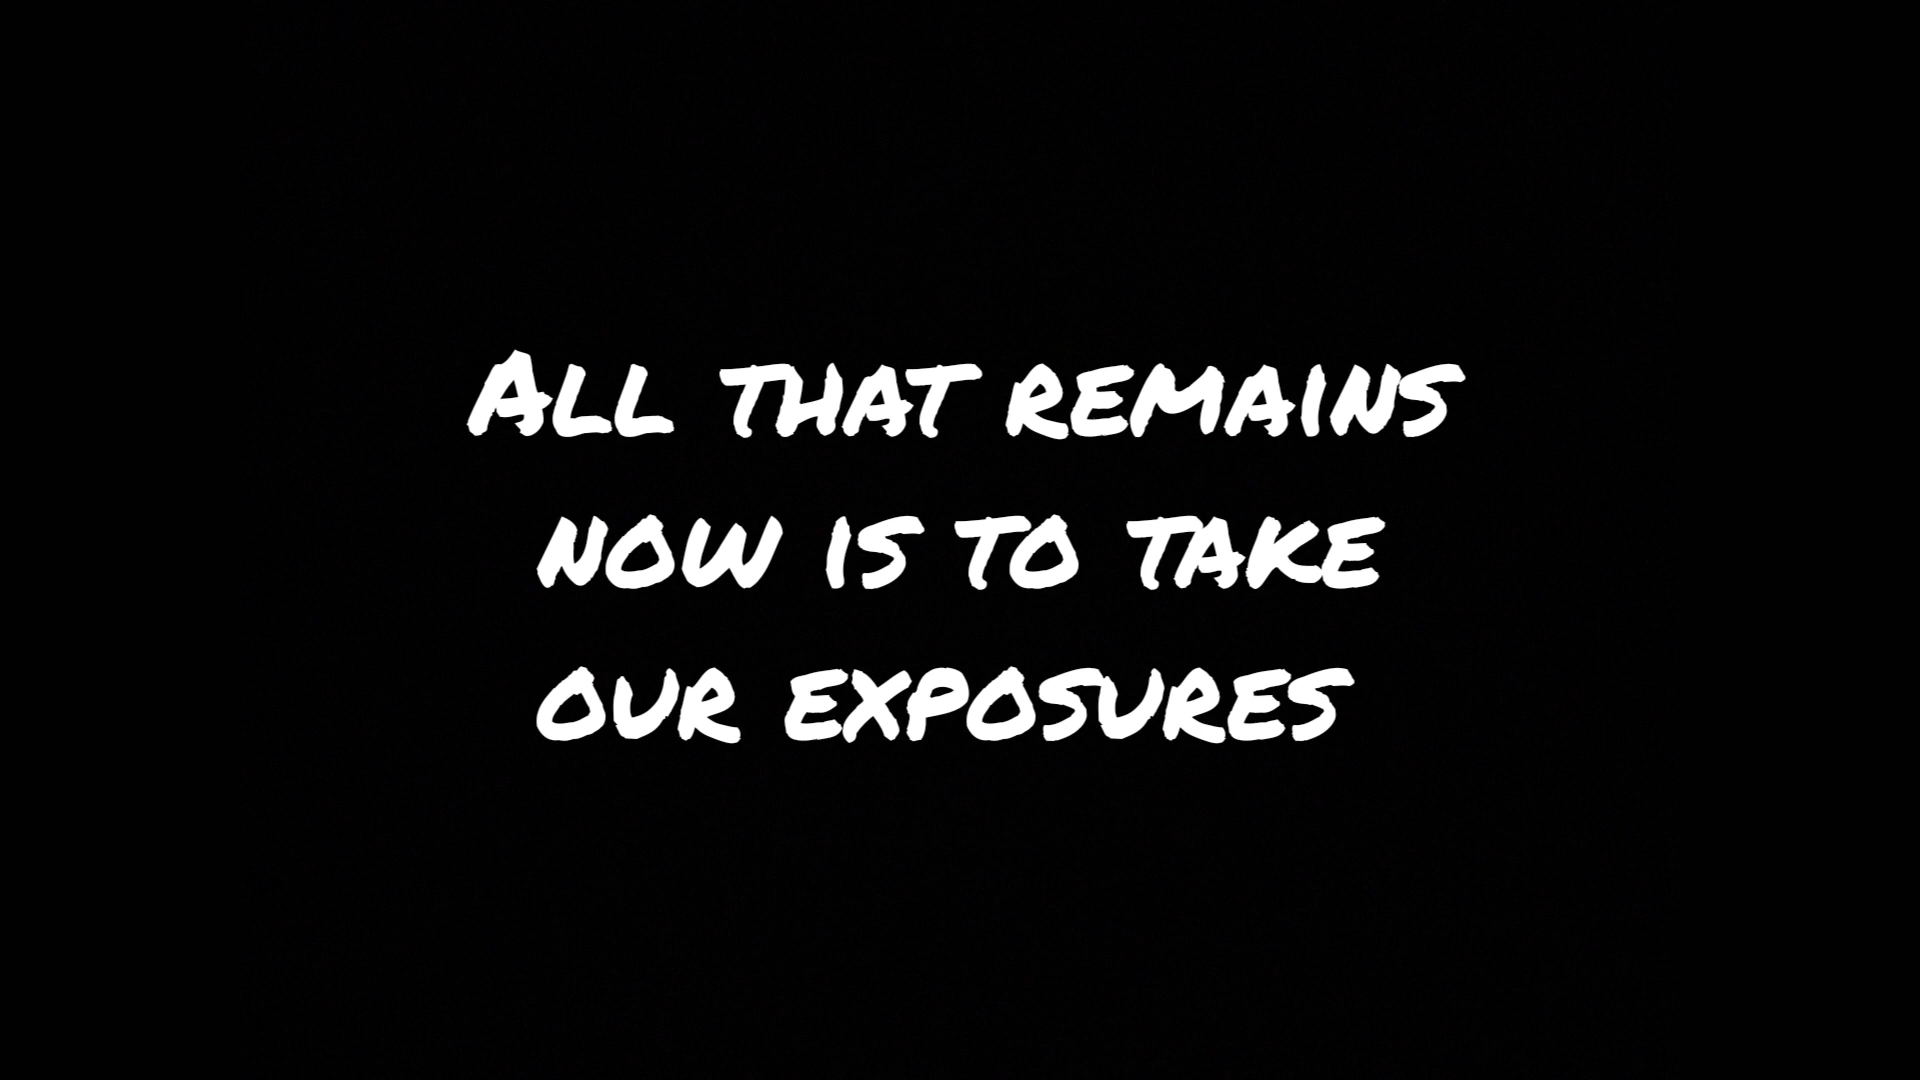 All that remains
now is to take
our exposures